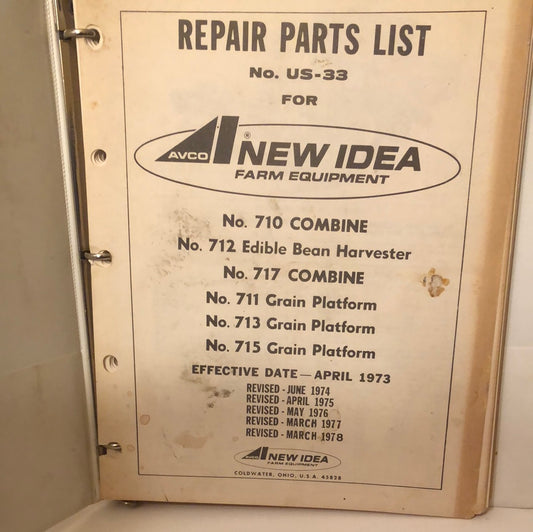 REPAIR PARTS LIST
No. US-33
FOR
AVCO NEW IDEA ®
FARM EQUIPMENT
No. 710 COMBINE
No. 712 Edible Bean Harvester
No. 717 COMBINE
No. 711 Grain Platform
No. 713 Grain Platform
No. 715 Grain Platform
EFFECTIVE DATE — APRIL 1973
REVISED - JUNE 1974
REVISED - APRIL 1975
REVISED - MAY 1976
REVISED - MARCH 1977
REVISED - MARCH 1978
AVCO NEW IDEA
FARM EQUIPMENT
COLDWATER, OHIO, U.S.A. 45828